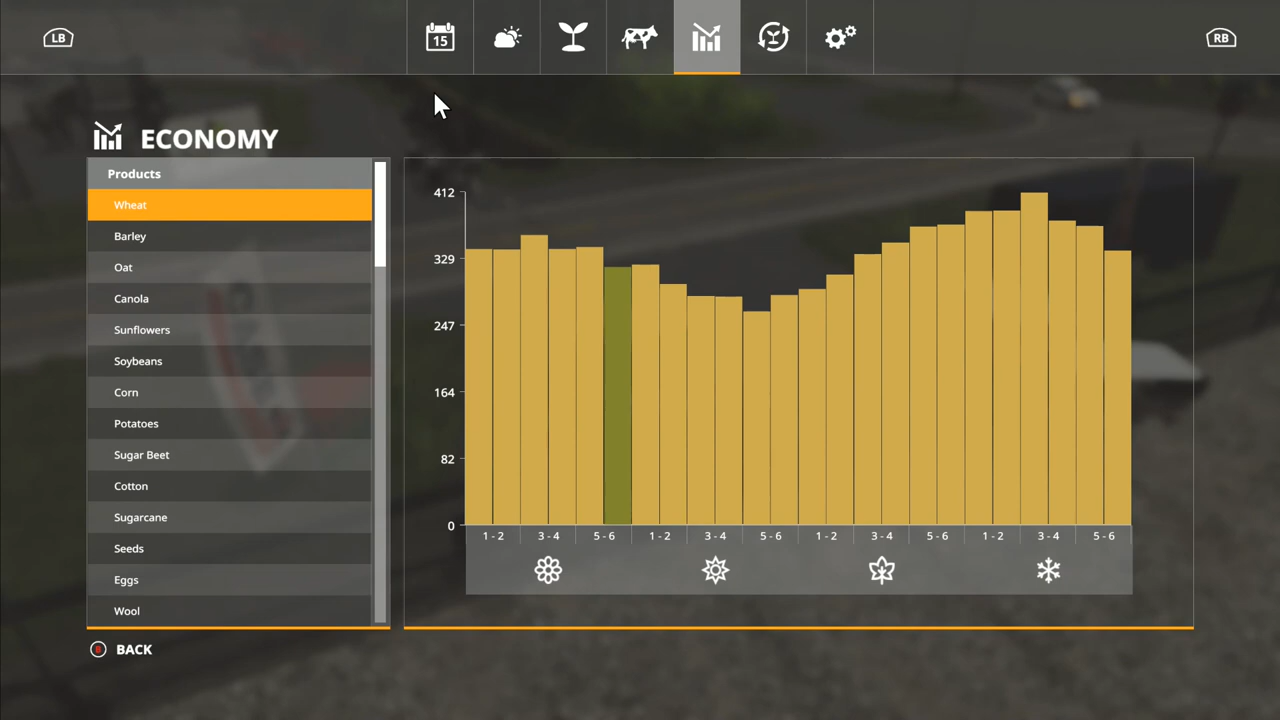 LB
15
RB
ECONOMY
Products
Wheat
Barley
Oat
Canola
Sunflowers
Soybeans
Corn
Potatoes
Sugar Beet
Cotton
Sugarcane
Seeds
Eggs
Wool
412
329
247
164
82
0
1 - 2 3 - 4 5 - 6 1 - 2 3 - 4 5 - 6 1 - 2 3 - 4 5 - 6 1 - 2 3 - 4 5 - 6
BACK